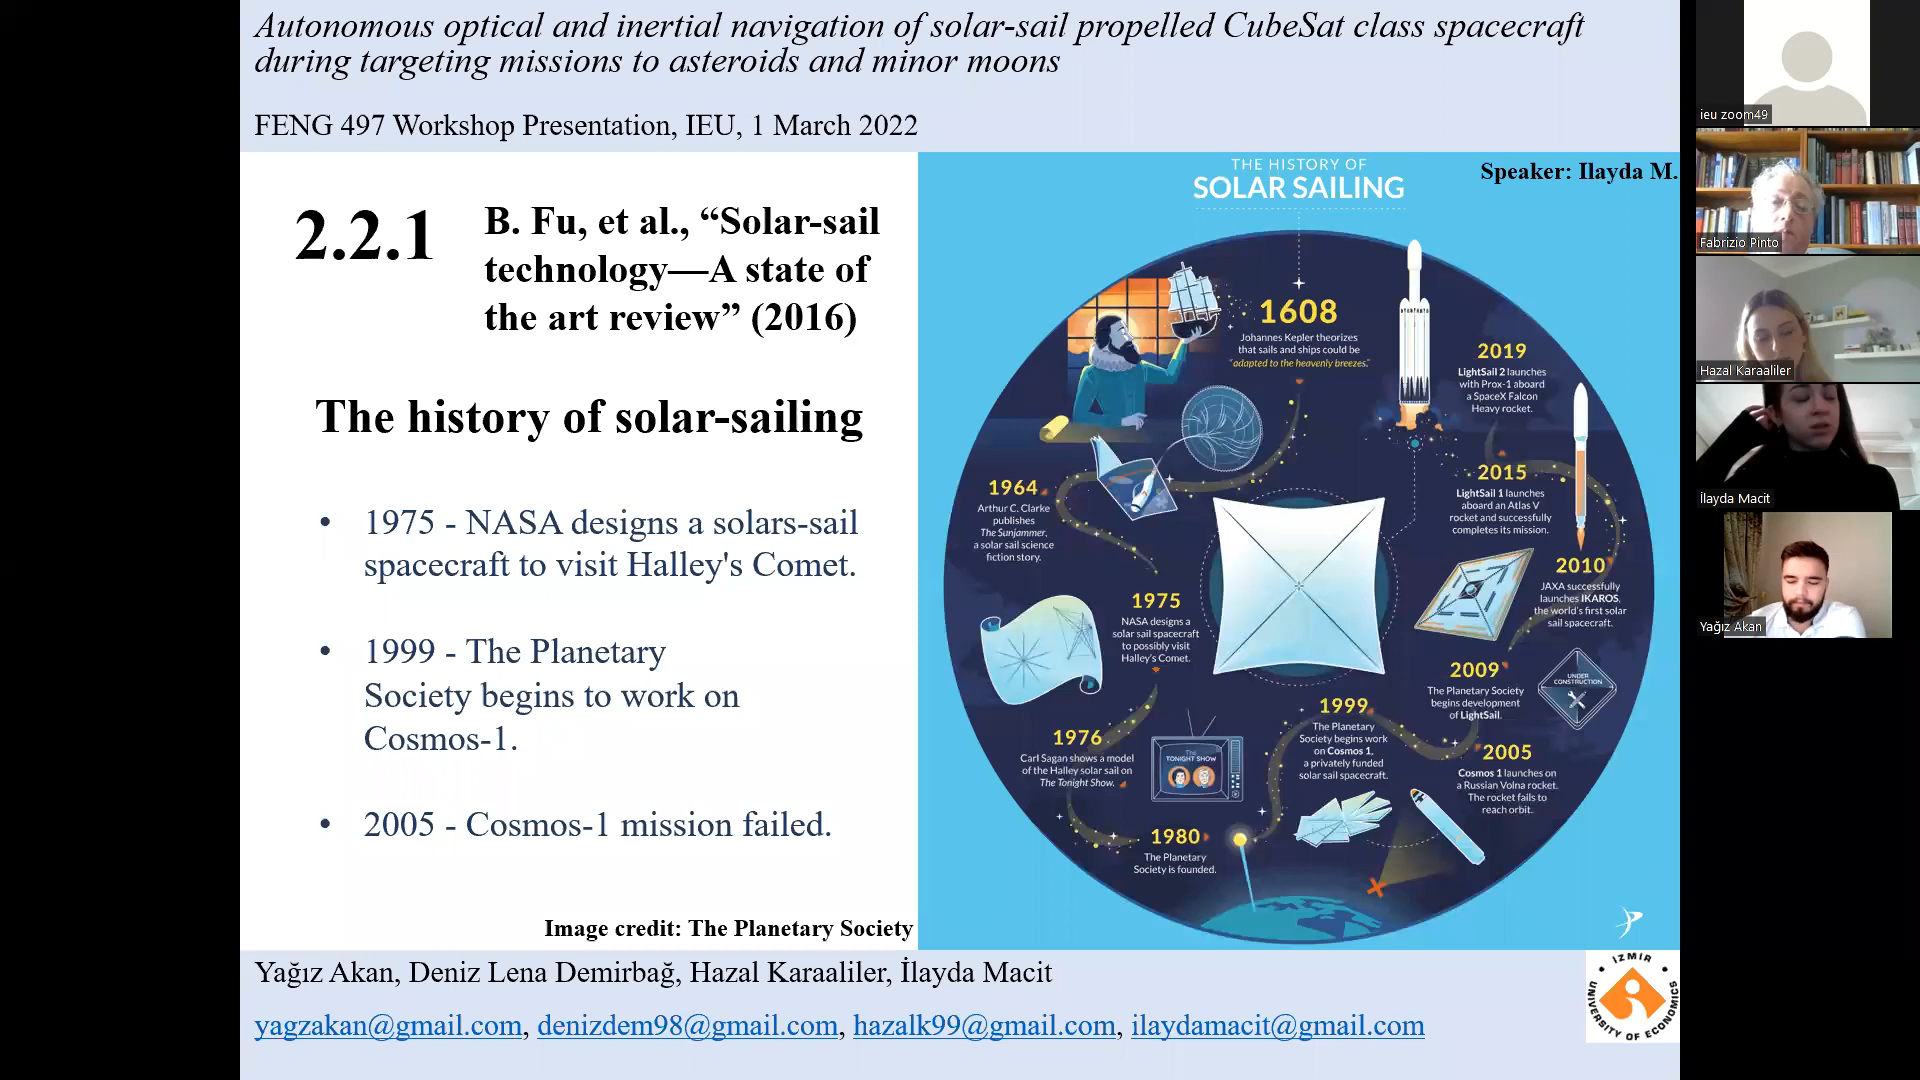 Autonomous optical and inertial navigation of solar-sail propelled CubeSat class spacecraft
during targeting missions to asteroids and minor moons
FENG 497 Workshop Presentation, IEU, 1 March 2022
2.2.1
B. Fu, et al., “Solar-sail
technology—A state of
the art review” (2016)
The history of solar-sailing
• 1975 - NASA designs a solars-sail
spacecraft to visit Halley's Comet.
• 1999 - The Planetary
Society begins to work on
Cosmos-1.
• 2005 - Cosmos-1 mission failed.
Image credit: The Planetary Society
THE HISTORY OF
SOLAR SAILING
Speaker: Ilayda M.
1608
Johannes Kepler theorizes
that sails and ships could be
“adapted to the heavenly breezes.”
1964
Arthur C. Clarke
publishes
The Sunjammer,
a solar sail science
fiction story.
1975
NASA designs a
solar sail spacecraft
to possibly visit
Halley's Comet.
1976
Carl Sagan shows a model
of the Halley solar sail on
The Tonight Show.
The
TONIGHT SHOW
1980
The Planetary
Society is founded.
1999
The Planetary
Society begins work
on Cosmos 1,
a privately funded
solar sail spacecraft.
2005
Cosmos 1 launches on
a Russian Volna rocket.
The rocket fails to
reach orbit.
2009
The Planetary Society
begins development
of LightSail.
UNDER
CONSTRUCTION
2010
JAXA successfully
launches IKAROS,
the world's first solar
sail spacecraft.
2015
LightSail 1 launches
aboard an Atlas V
rocket and successfully
completes its mission.
2019
LightSail 2 launches
with Prox-1 aboard
a SpaceX Falcon
Heavy rocket.
Yağız Akan, Deniz Lena Demirbağ, Hazal Karaaliler, İlayda Macit
yagzakan@gmail.com, denizdem98@gmail.com, hazalk99@gmail.com, ilaydamacit@gmail.com
IZMIR
UNIVERSITY OF ECONOMICS
ieu zoom49
Fabrizio Pinto
Hazal Karaaliler
İlayda Macit
Yağız Akan